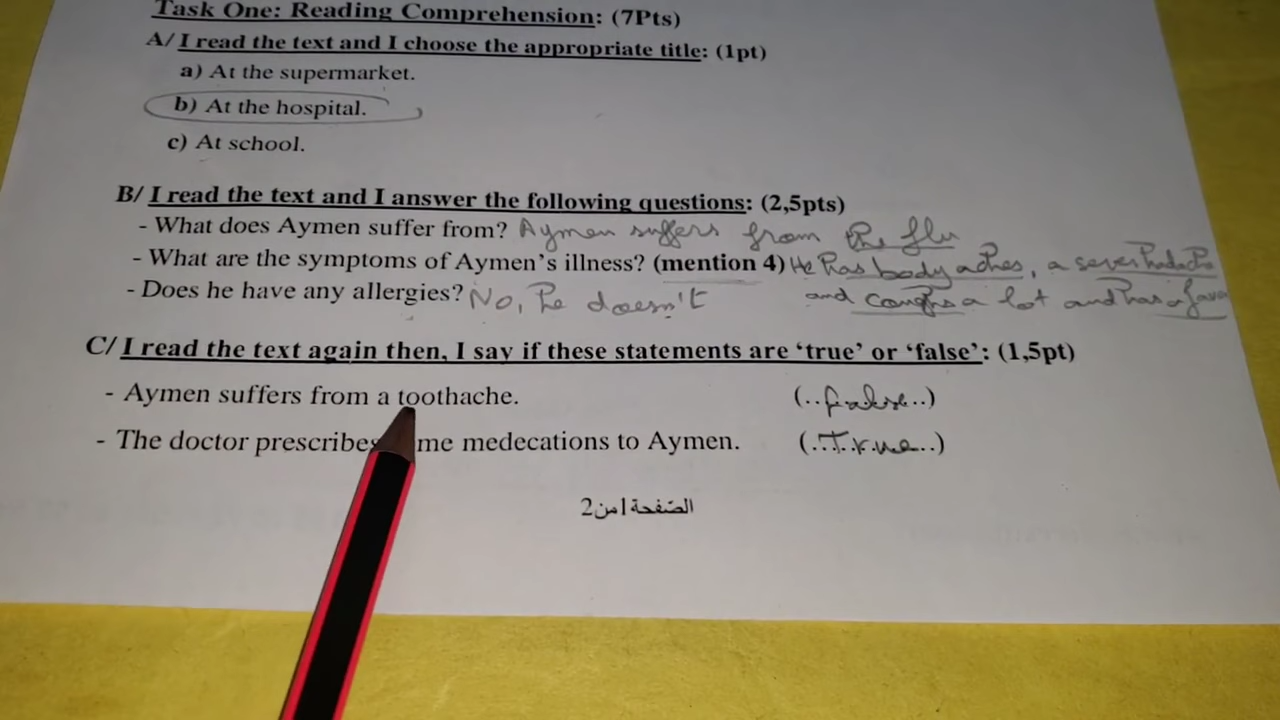 Task One: Reading Comprehension: (7Pts)
A/ I read the text and I choose the appropriate title: (1pt)
a) At the supermarket.
b) At the hospital.
c) At school.
B/ I read the text and I answer the following questions: (2,5pts)
- What does Aymen suffer from? Aymen suffers from the flu
- What are the symptoms of Aymen's illness? (mention 4) He has body aches, a sever
- Does he have any allergies? No, he doesn't and coughs a lot and has a
C/ I read the text again then, I say if these statements are 'true' or 'false': (1,5pt)
- Aymen suffers from a toothache. (..false..)
- The doctor prescribes me medecations to Aymen. (..True..)
الصّفحة 1 من 2